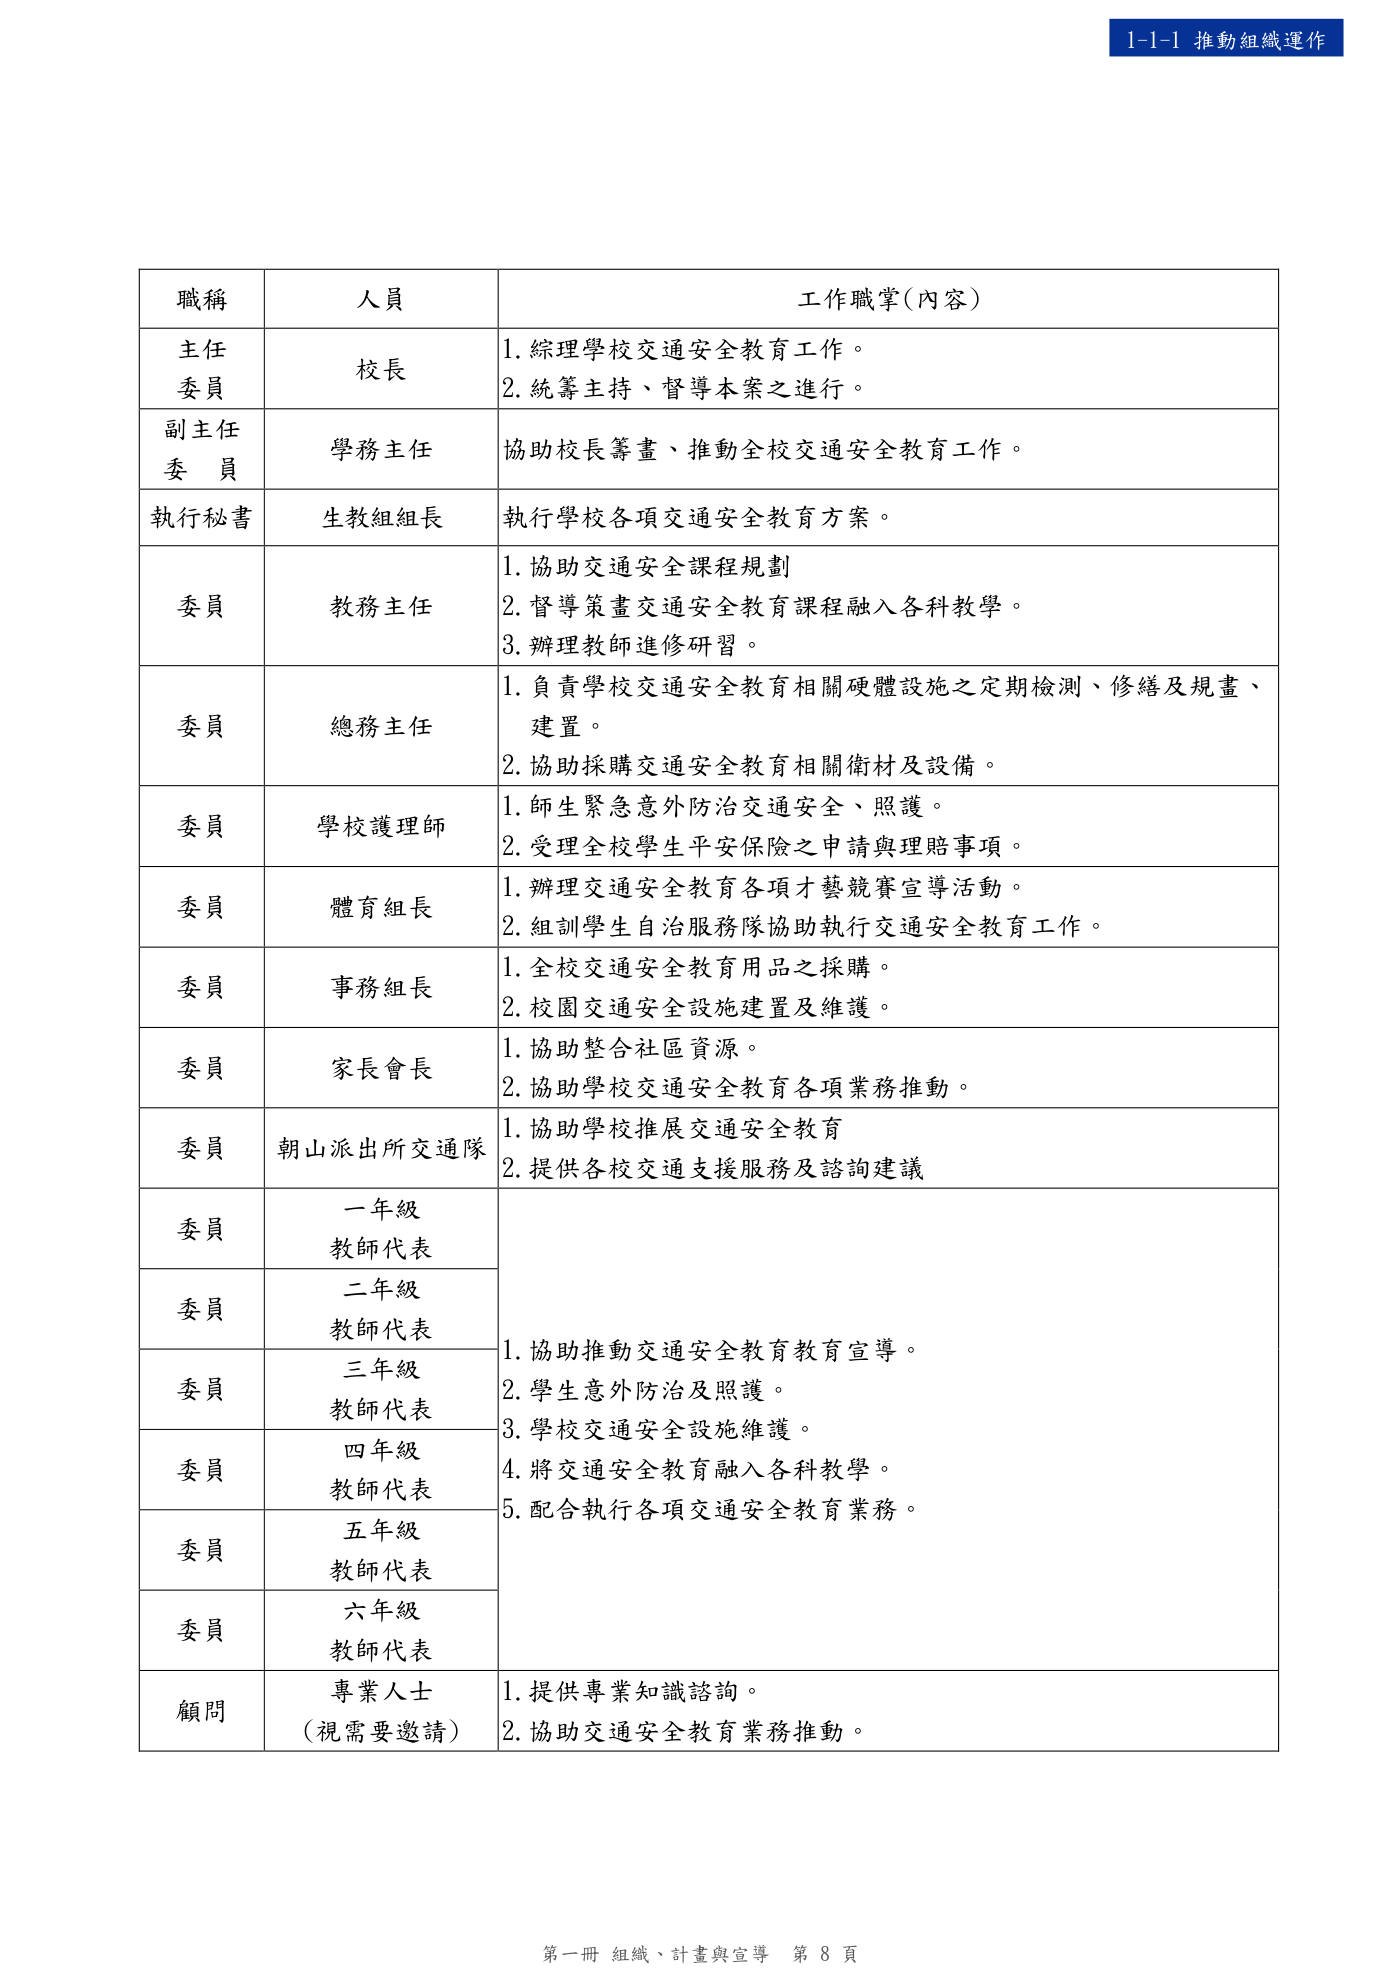 1-1-1 推動組織運作
職稱 人員 工作職掌(內容)
主任
委員
校長
1. 綜理學校交通安全教育工作。
2. 統籌主持、督導本案之進行。
副主任
委 員
學務主任
協助校長籌畫、推動全校交通安全教育工作。
執行秘書 生教組組長 執行學校各項交通安全教育方案。
委員 教務主任
1. 協助交通安全課程規劃
2. 督導策畫交通安全教育課程融入各科教學。
3. 辦理教師進修研習。
委員 總務主任
1. 負責學校交通安全教育相關硬體設施之定期檢測、修繕及規畫、
建置。
2. 協助採購交通安全教育相關衛材及設備。
委員 學校護理師
1. 師生緊急意外防治交通安全、照護。
2. 受理全校學生平安保險之申請與理賠事項。
委員 體育組長
1. 辦理交通安全教育各項才藝競賽宣導活動。
2. 組訓學生自治服務隊協助執行交通安全教育工作。
委員 事務組長
1. 全校交通安全教育用品之採購。
2. 校園交通安全設施建置及維護。
委員 家長會長
1. 協助整合社區資源。
2. 協助學校交通安全教育各項業務推動。
委員 朝山派出所交通隊
1. 協助學校推展交通安全教育
2. 提供各校交通支援服務及諮詢建議
委員
一年級
教師代表
委員
二年級
教師代表
委員
三年級
教師代表
委員
四年級
教師代表
委員
五年級
教師代表
委員
六年級
教師代表
1. 協助推動交通安全教育教育宣導。
2. 學生意外防治及照護。
3. 學校交通安全設施維護。
4. 將交通安全教育融入各科教學。
5. 配合執行各項交通安全教育業務。
顧問
專業人士
(視需要邀請)
1. 提供專業知識諮詢。
2. 協助交通安全教育業務推動。
第一冊 組織、計畫與宣導 第 8 頁